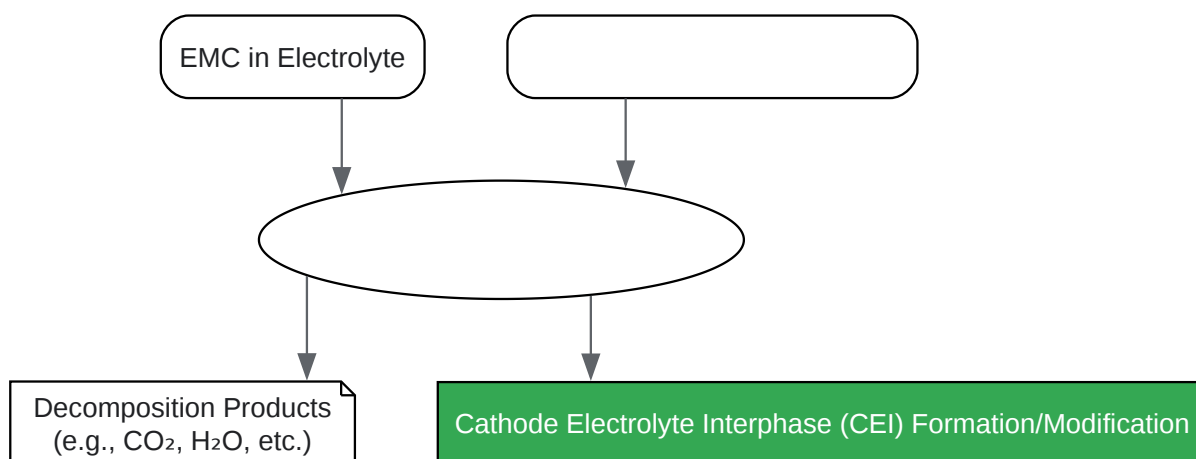 EMC in Electrolyte
Decomposition Products
(e.g., CO₂, H₂O, etc.)
Cathode Electrolyte Interphase (CEI) Formation/Modification